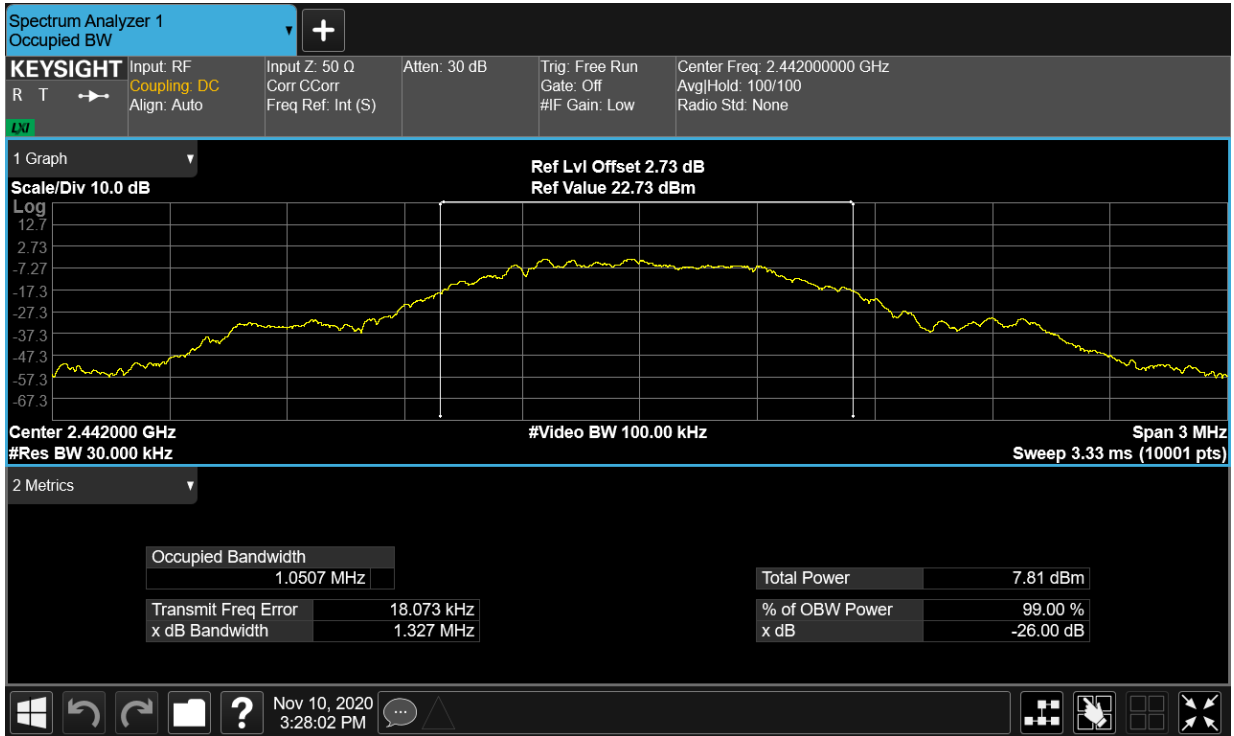 Spectrum Analyzer 1
Occupied BW
KEYSIGHT
R T
LXI
Input: RF
Coupling: DC
Align: Auto
Input Z: 50 Ω
Corr CCorr
Freq Ref: Int (S)
Atten: 30 dB
Trig: Free Run
Gate: Off
#IF Gain: Low
Center Freq: 2.442000000 GHz
Avg|Hold: 100/100
Radio Std: None
1 Graph
Scale/Div 10.0 dB
Ref Lvl Offset 2.73 dB
Ref Value 22.73 dBm
Log
12.7
2.73
-7.27
-17.3
-27.3
-37.3
-47.3
-57.3
-67.3
Center 2.442000 GHz
#Res BW 30.000 kHz
#Video BW 100.00 kHz
Span 3 MHz
Sweep 3.33 ms (10001 pts)
2 Metrics
Occupied Bandwidth
1.0507 MHz
Transmit Freq Error 18.073 kHz
x dB Bandwidth 1.327 MHz
Total Power 7.81 dBm
% of OBW Power 99.00 %
x dB -26.00 dB
?
Nov 10, 2020
3:28:02 PM